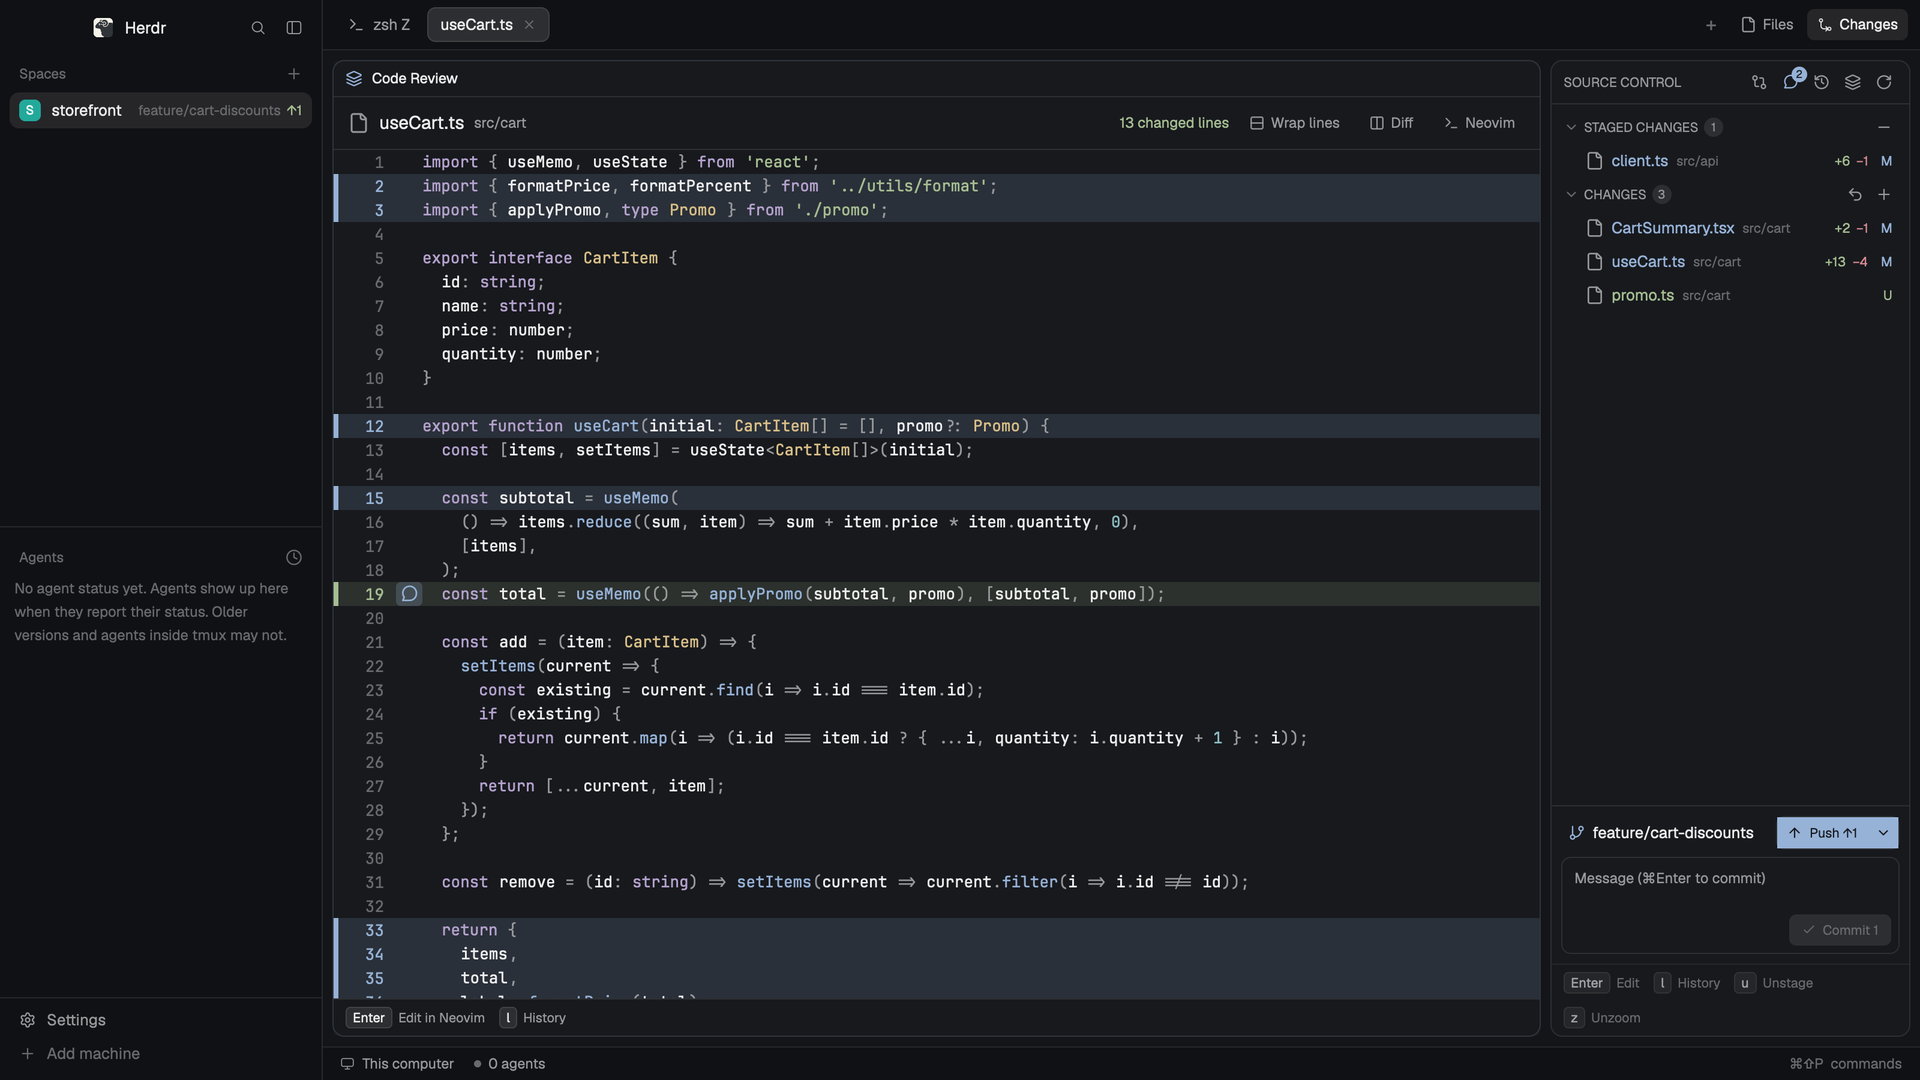 Herdr
Spaces
S storefront feature/cart-discounts ↑1
Agents
No agent status yet. Agents show up here
when they report their status. Older
versions and agents inside tmux may not.
Settings
+ Add machine
zsh Z
useCart.ts
Files
Changes
Code Review
useCart.ts src/cart
13 changed lines Wrap lines Diff Neovim
1 import { useMemo, useState } from 'react';
2 import { formatPrice, formatPercent } from '../utils/format';
3 import { applyPromo, type Promo } from './promo';
4
5 export interface CartItem {
6   id: string;
7   name: string;
8   price: number;
9   quantity: number;
10 }
11
12 export function useCart(initial: CartItem[] = [], promo?: Promo) {
13   const [items, setItems] = useState<CartItem[]>(initial);
14
15   const subtotal = useMemo(
16     () => items.reduce((sum, item) => sum + item.price * item.quantity, 0),
17     [items],
18   );
19   const total = useMemo(() => applyPromo(subtotal, promo), [subtotal, promo]);
20
21   const add = (item: CartItem) => {
22     setItems(current => {
23       const existing = current.find(i => i.id === item.id);
24       if (existing) {
25         return current.map(i => (i.id === item.id ? { ...i, quantity: i.quantity + 1 } : i));
26       }
27       return [...current, item];
28     });
29   };
30
31   const remove = (id: string) => setItems(current => current.filter(i => i.id !== id));
32
33   return {
34     items,
35     total,
Enter Edit in Neovim l History
This computer 0 agents
SOURCE CONTROL 2
STAGED CHANGES 1
client.ts src/api +6 −1 M
CHANGES 3
CartSummary.tsx src/cart +2 −1 M
useCart.ts src/cart +13 −4 M
promo.ts src/cart U
feature/cart-discounts ↑ Push ↑1
Message (⌘Enter to commit)
Commit 1
Enter Edit l History u Unstage
z Unzoom
⌘⇧P commands